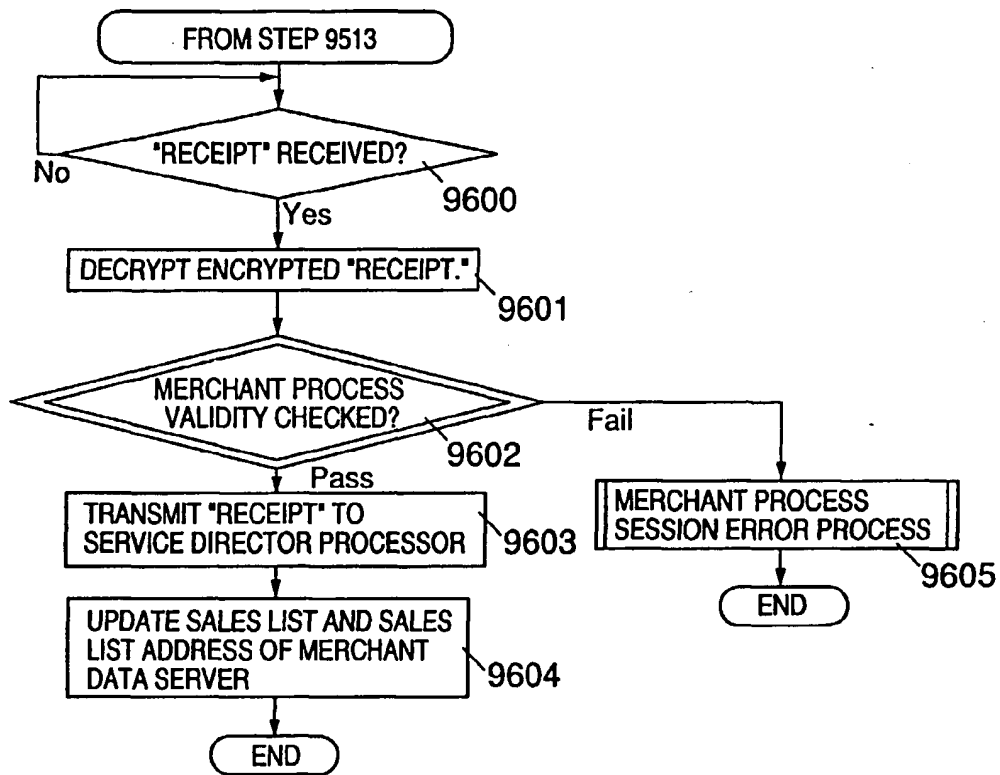 FROM STEP 9513
"RECEIPT" RECEIVED?
No
9600
Yes
DECRYPT ENCRYPTED "RECEIPT."
9601
MERCHANT PROCESS
VALIDITY CHECKED?
9602
Fail
Pass
TRANSMIT "RECEIPT" TO
SERVICE DIRECTOR PROCESSOR
9603
MERCHANT PROCESS
SESSION ERROR PROCESS
9605
END
UPDATE SALES LIST AND SALES
LIST ADDRESS OF MERCHANT
DATA SERVER
9604
END